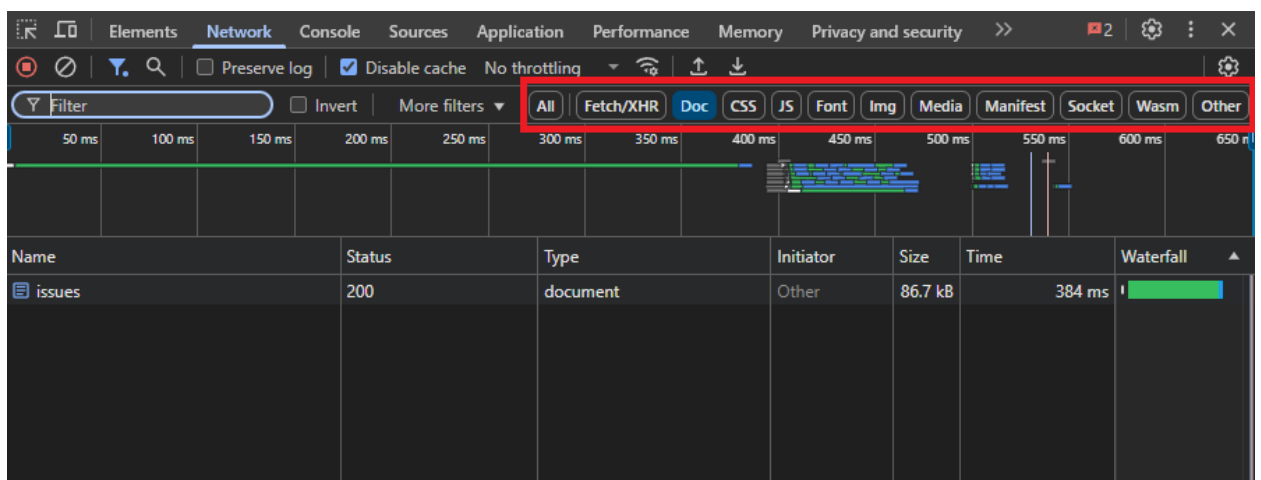 Elements Network Console Sources Application Performance Memory Privacy and security >> 2
Preserve log Disable cache No throttling
Filter Invert More filters All Fetch/XHR Doc CSS JS Font Img Media Manifest Socket Wasm Other
50 ms 100 ms 150 ms 200 ms 250 ms 300 ms 350 ms 400 ms 450 ms 500 ms 550 ms 600 ms 650
Name Status Type Initiator Size Time Waterfall
issues 200 document Other 86.7 kB 384 ms